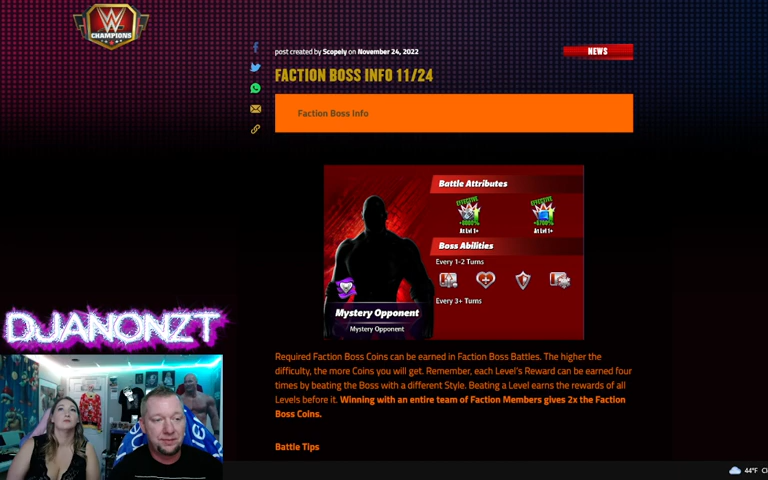 W
CHAMPIONS
post created by Scopely on November 24, 2022
NEWS
FACTION BOSS INFO 11/24
Faction Boss Info
Battle Attributes
EFFECTIVE
EFFECTIVE
At Lvl 1+
At Lvl 1+
Boss Abilities
Every 1-2 Turns
Every 3+ Turns
Mystery Opponent
Mystery Opponent
DJANONZT
Required Faction Boss Coins can be earned in Faction Boss Battles. The higher the
difficulty, the more Coins you will get. Remember, each Level's Reward can be earned four
times by beating the Boss with a different Style. Beating a Level earns the rewards of all
Levels before it. Winning with an entire team of Faction Members gives 2x the Faction
Boss Coins.
Battle Tips
44°F